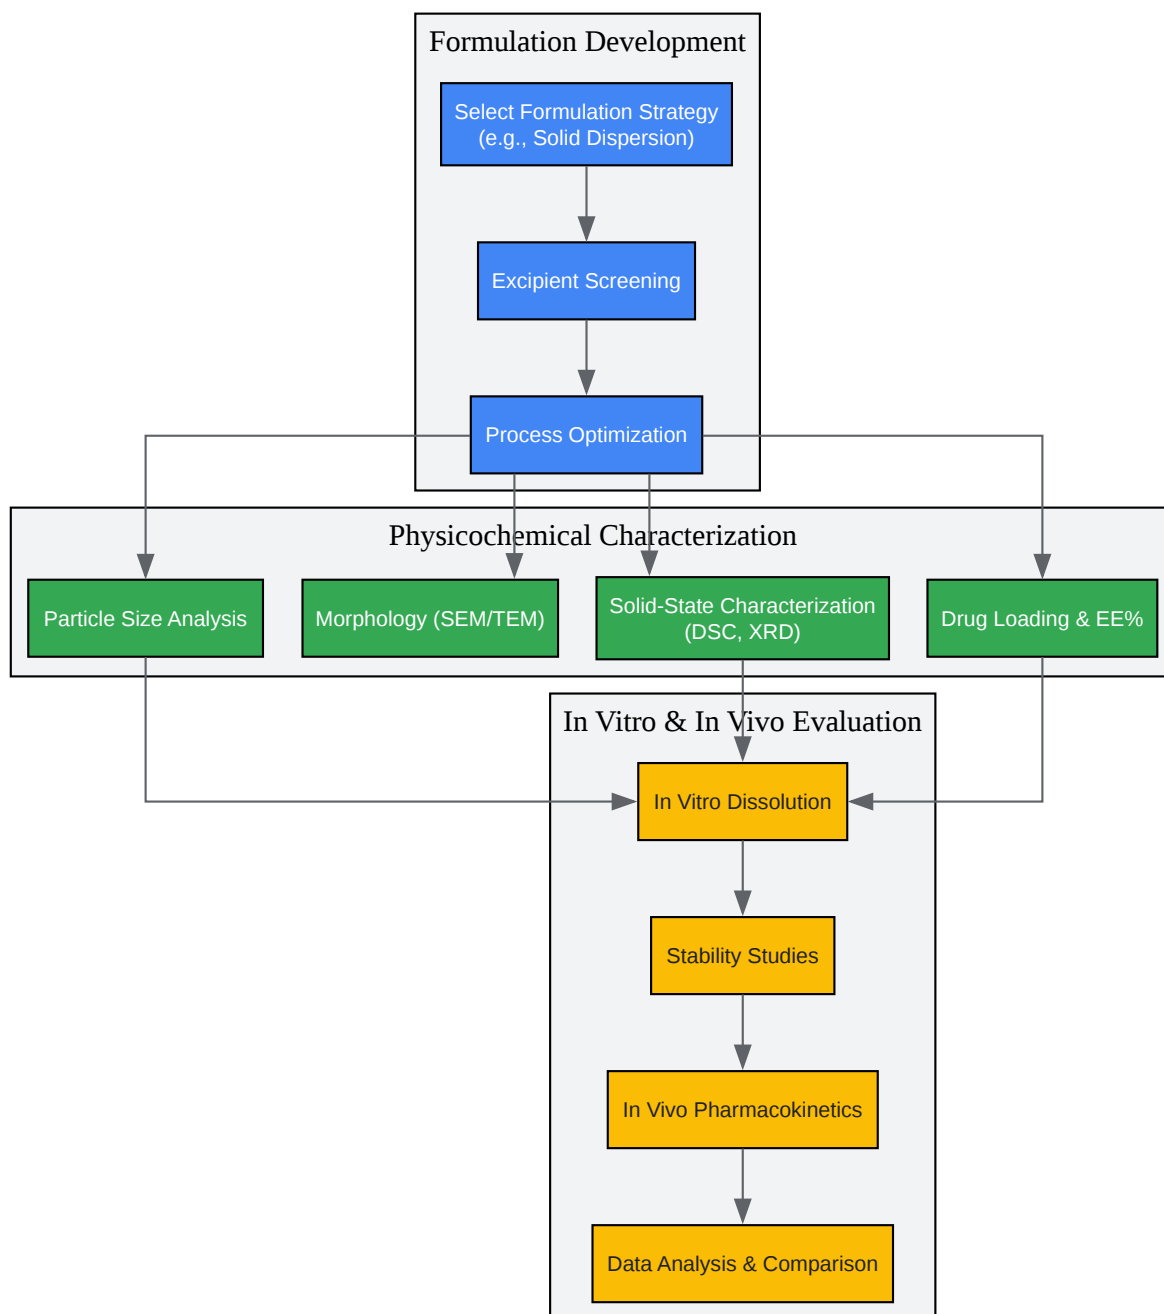 Formulation Development
Select Formulation Strategy
(e.g., Solid Dispersion)
Excipient Screening
Process Optimization
Physicochemical Characterization
Particle Size Analysis
Morphology (SEM/TEM)
Solid-State Characterization
(DSC, XRD)
Drug Loading & EE%
In Vitro & In Vivo Evaluation
In Vitro Dissolution
Stability Studies
In Vivo Pharmacokinetics
Data Analysis & Comparison